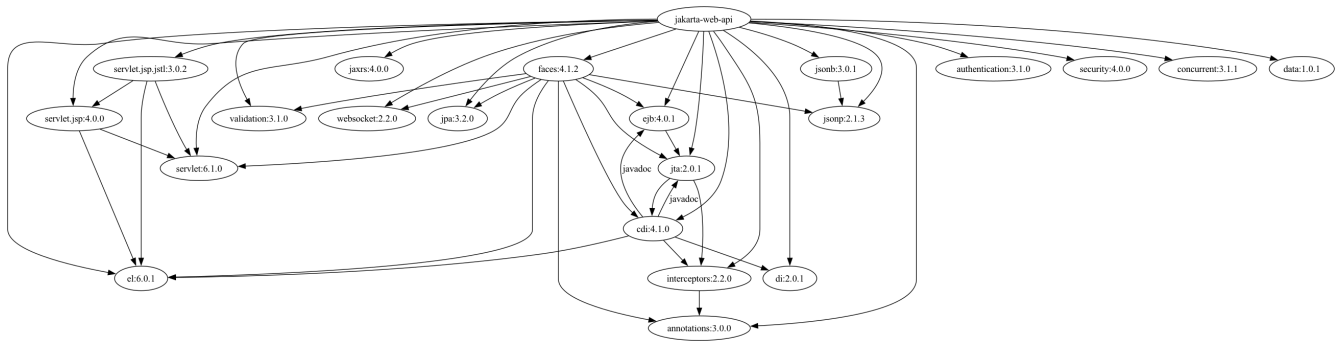 jakarta-web-api
servlet.jsp.jstl:3.0.2
jaxrs:4.0.0
faces:4.1.2
jsonb:3.0.1
authentication:3.1.0
security:4.0.0
concurrent:3.1.1
data:1.0.1
servlet.jsp:4.0.0
validation:3.1.0
websocket:2.2.0
jpa:3.2.0
ejb:4.0.1
jsonp:2.1.3
servlet:6.1.0
javadoc
jta:2.0.1
javadoc
cdi:4.1.0
el:6.0.1
interceptors:2.2.0
di:2.0.1
annotations:3.0.0